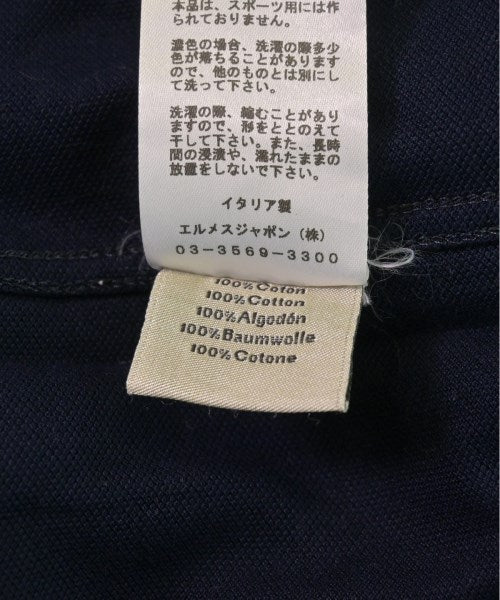 本品は、スポーツ用には作
られておりません。
濃色の場合、洗濯の際多少
色が落ちることがあります
ので、他のものとは別にし
て洗って下さい。
洗濯の際、縮むことがあり
ますので、形をととのえて
干して下さい。また、長時
間の浸漬や、濡れたままの
放置をしないで下さい。
イタリア製
エルメスジャポン(株)
03-3569-3300
100%Coton
100%Cotton
100%Algodón
100%Baumwolle
100%Cotone